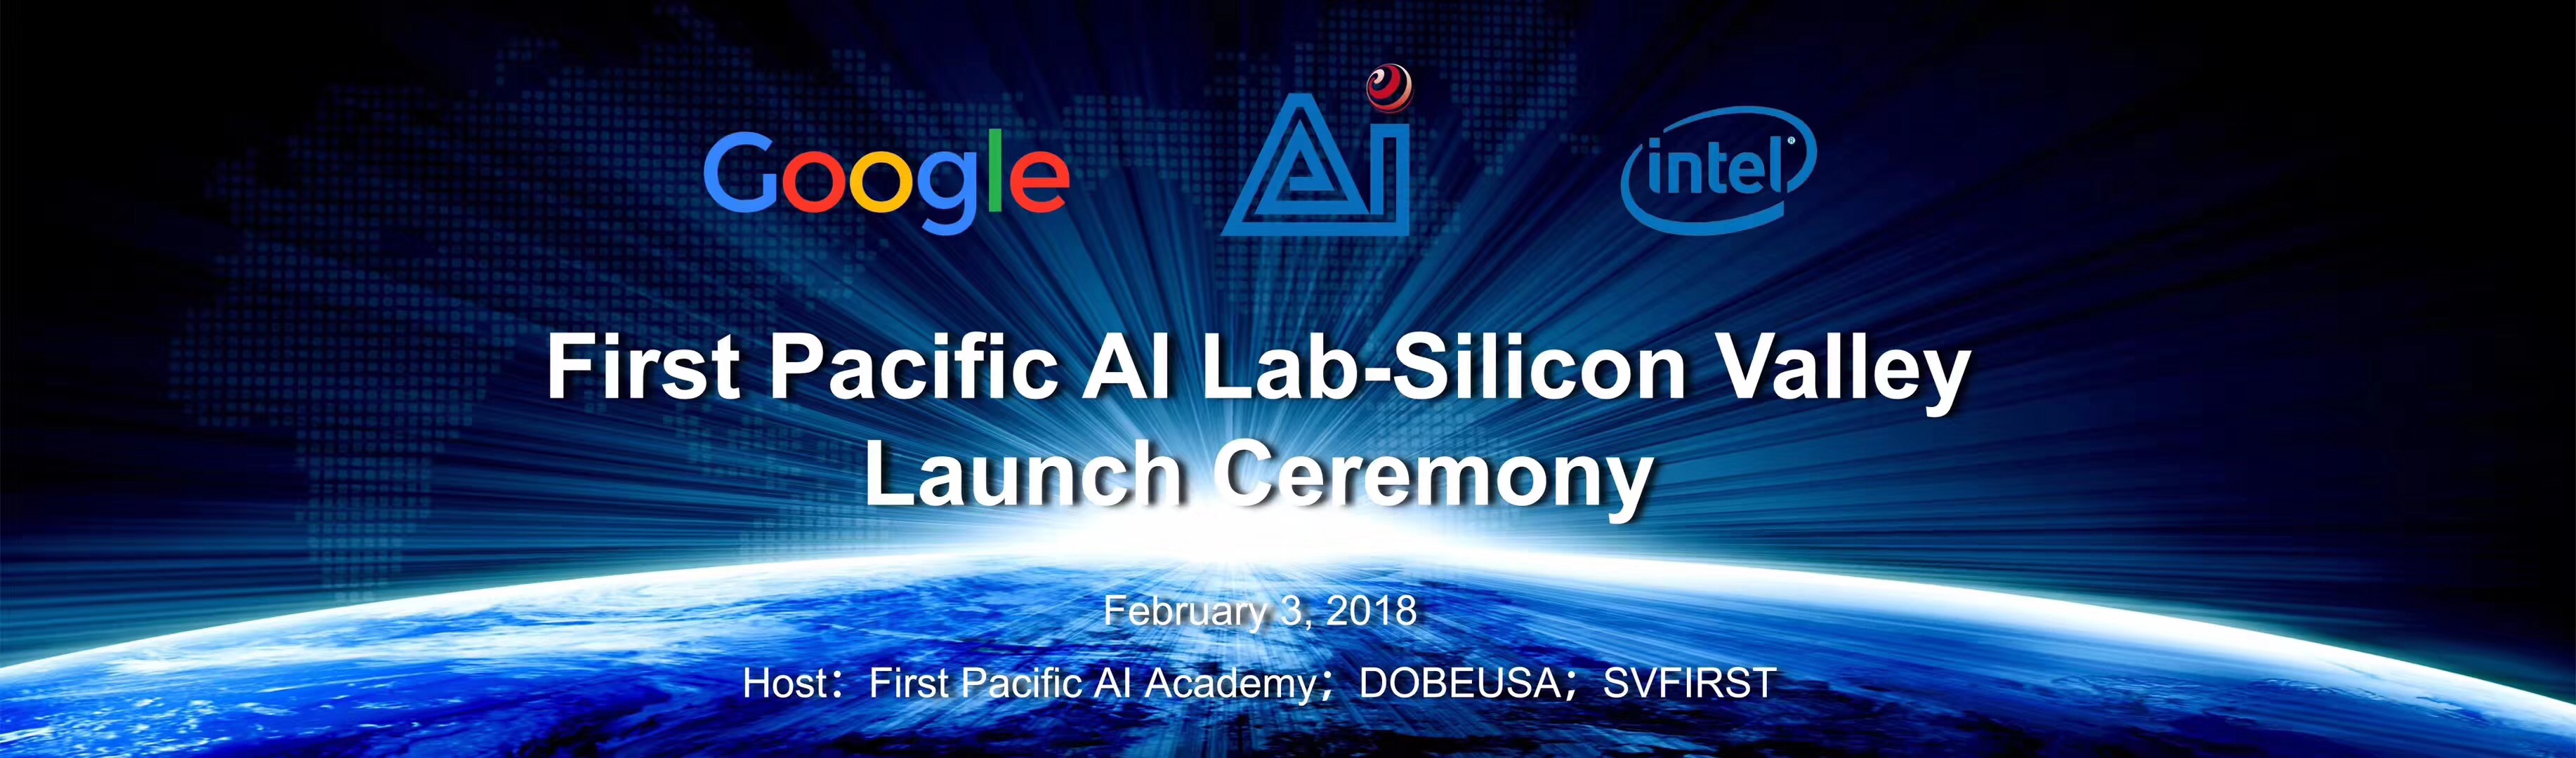 Google Ai intel®
First Pacific AI Lab-Silicon Valley
Launch Ceremony
February 3, 2018
Host：First Pacific AI Academy；DOBEUSA；SVFIRST